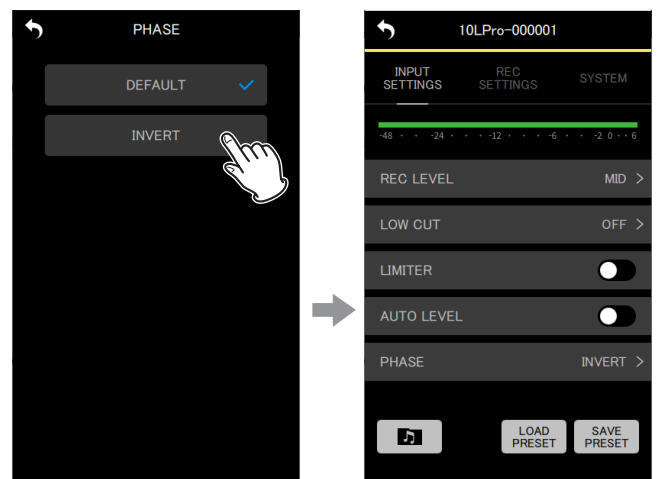 PHASE
DEFAULT
INVERT
10LPro-000001
INPUT
SETTINGS
REC
SETTINGS
SYSTEM
-48 · · -24 · · · -12 · · · -6 · · -2 0 · · 6
REC LEVEL MID >
LOW CUT OFF >
LIMITER
AUTO LEVEL
PHASE INVERT >
LOAD
PRESET
SAVE
PRESET